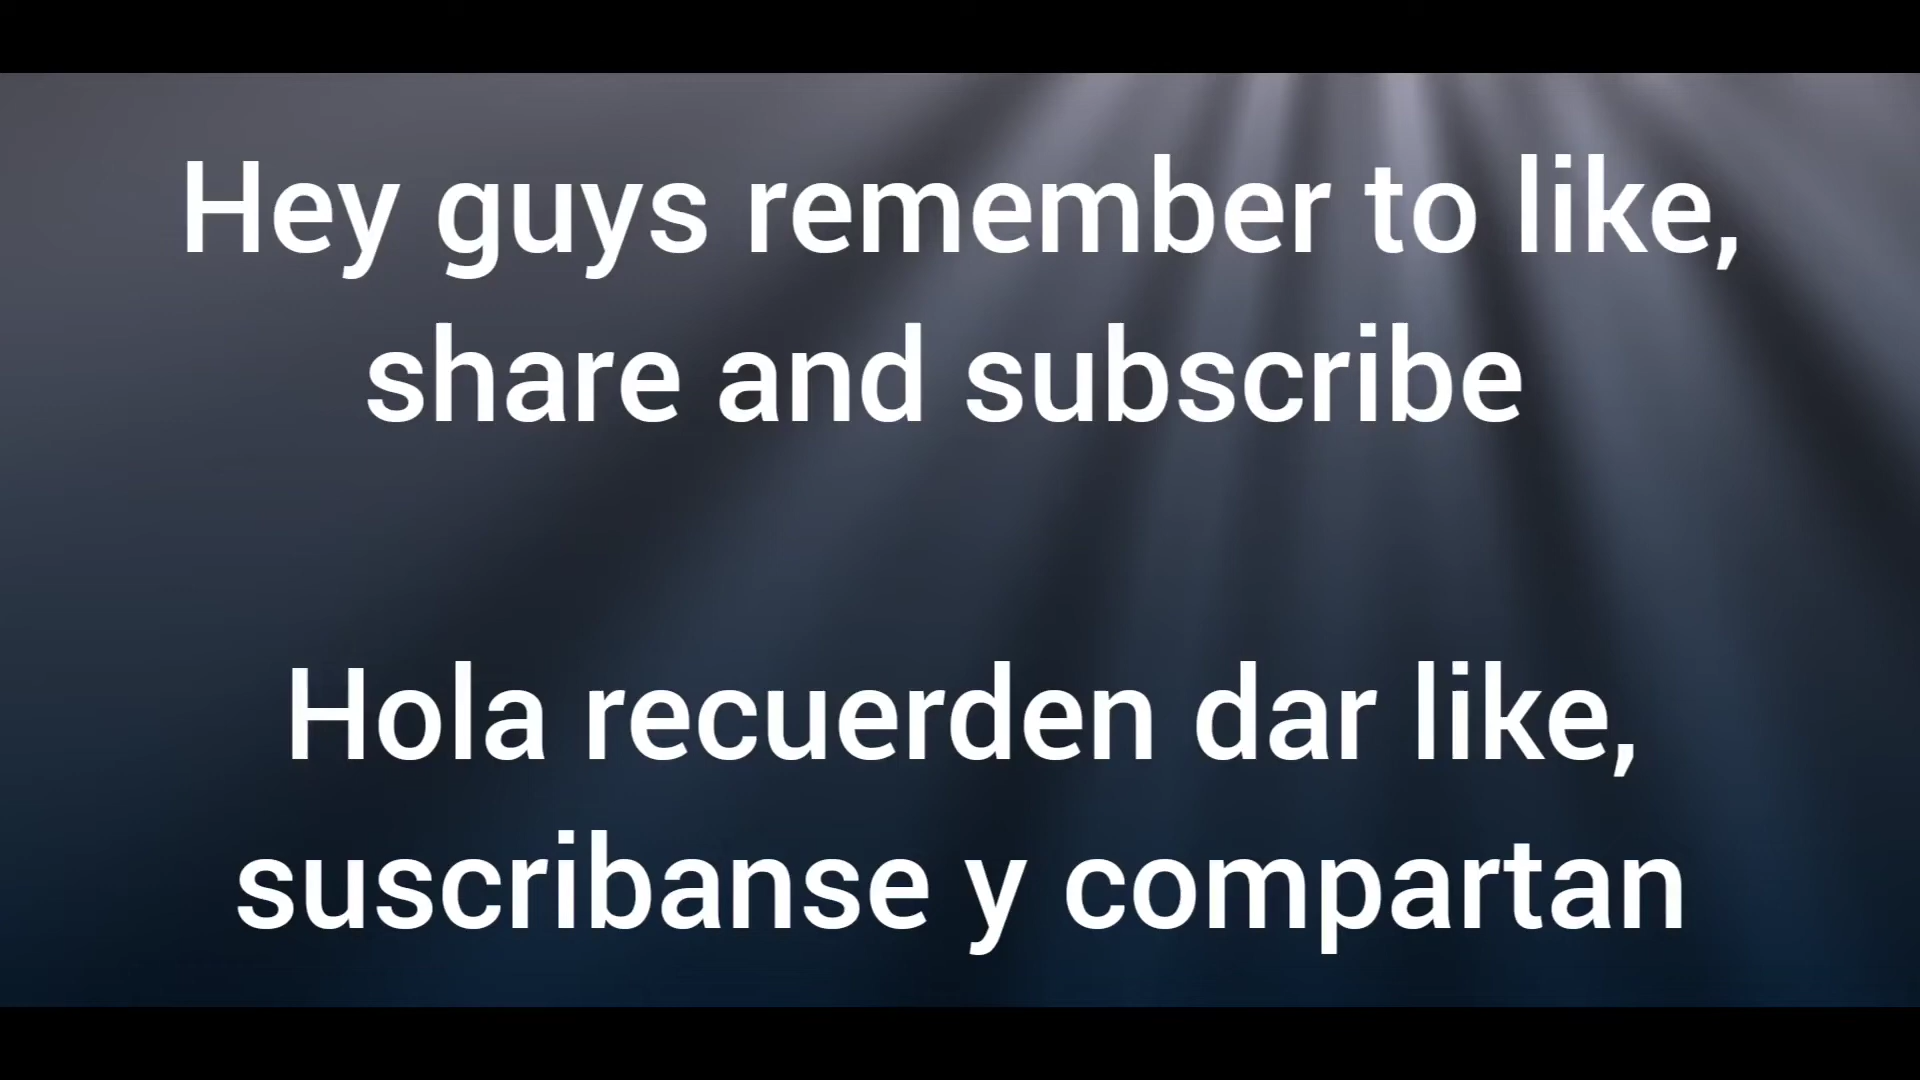 Hey guys remember to like,
share and subscribe
Hola recuerden dar like,
suscribanse y compartan